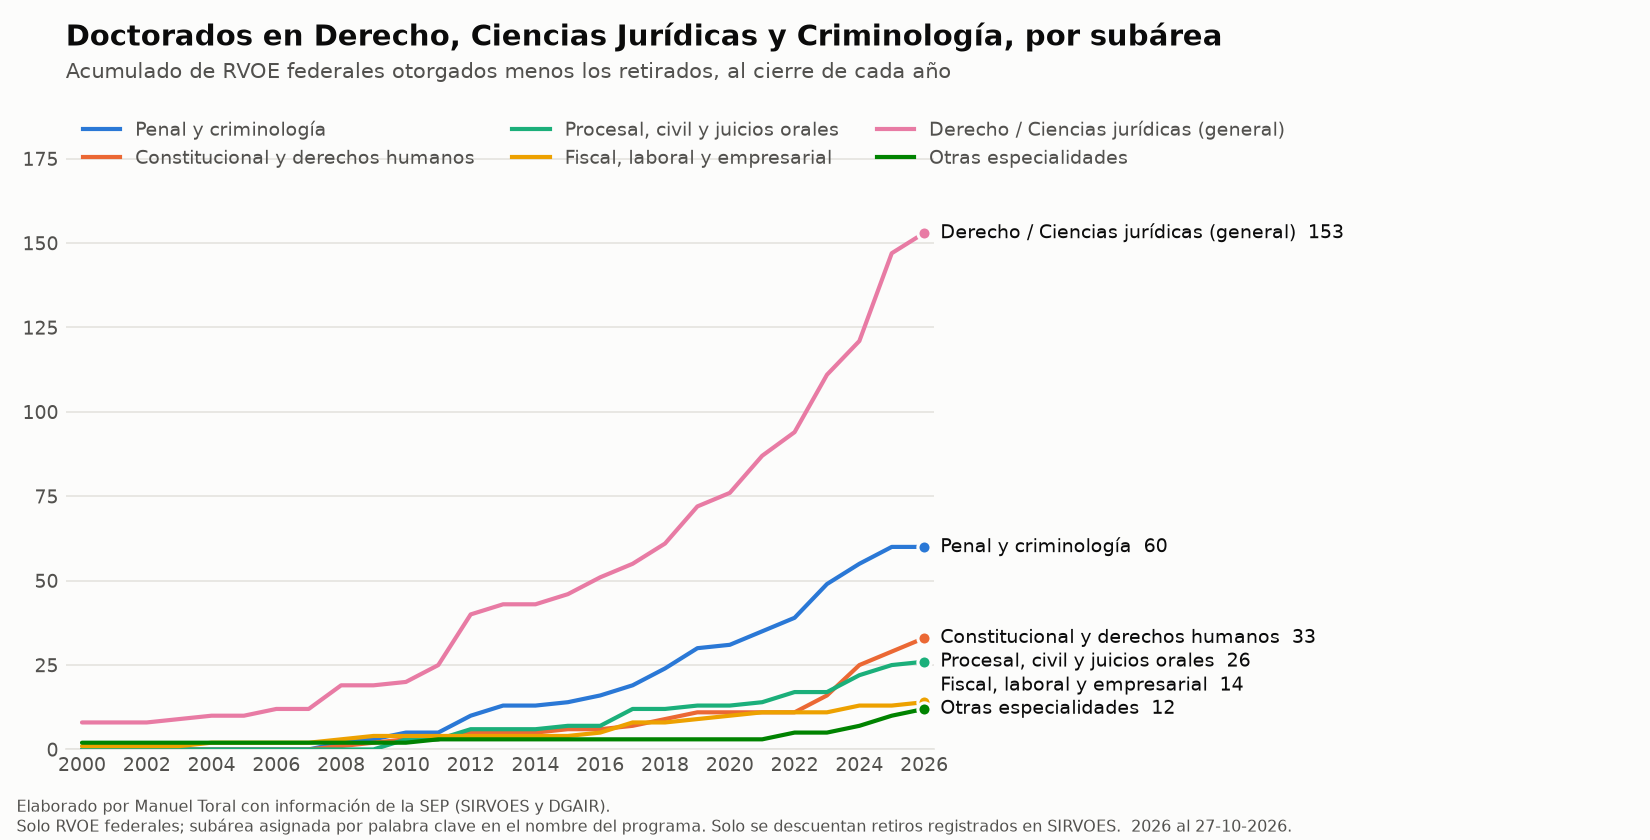 Doctorados en Derecho, Ciencias Jurídicas y Criminología, por subárea
Acumulado de RVOE federales otorgados menos los retirados, al cierre de cada año
Penal y criminología
Procesal, civil y juicios orales
Derecho / Ciencias jurídicas (general)
Constitucional y derechos humanos
Fiscal, laboral y empresarial
Otras especialidades
175
150
125
100
75
50
25
0
Derecho / Ciencias jurídicas (general) 153
Penal y criminología 60
Constitucional y derechos humanos 33
Procesal, civil y juicios orales 26
Fiscal, laboral y empresarial 14
Otras especialidades 12
2000 2002 2004 2006 2008 2010 2012 2014 2016 2018 2020 2022 2024 2026
Elaborado por Manuel Toral con información de la SEP (SIRVOES y DGAIR).
Solo RVOE federales; subárea asignada por palabra clave en el nombre del programa. Solo se descuentan retiros registrados en SIRVOES. 2026 al 27-10-2026.